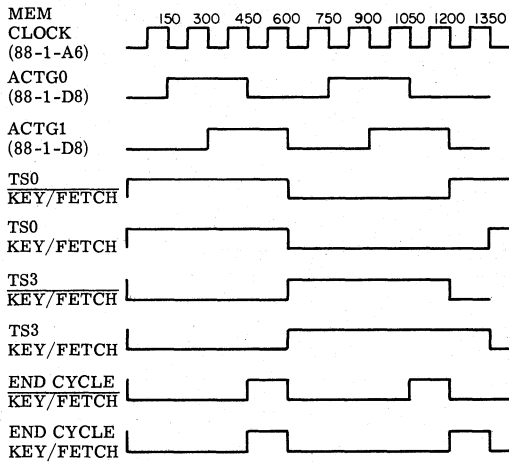 MEM
150 300 450 600 750 900 1050 1200 1350
CLOCK
(88-1-A6)
ACTG0
(88-1-D8)
ACTG1
(88-1-D8)
TS0
KEY/FETCH
TS0
KEY/FETCH
TS3
KEY/FETCH
TS3
KEY/FETCH
END CYCLE
KEY/FETCH
END CYCLE
KEY/FETCH